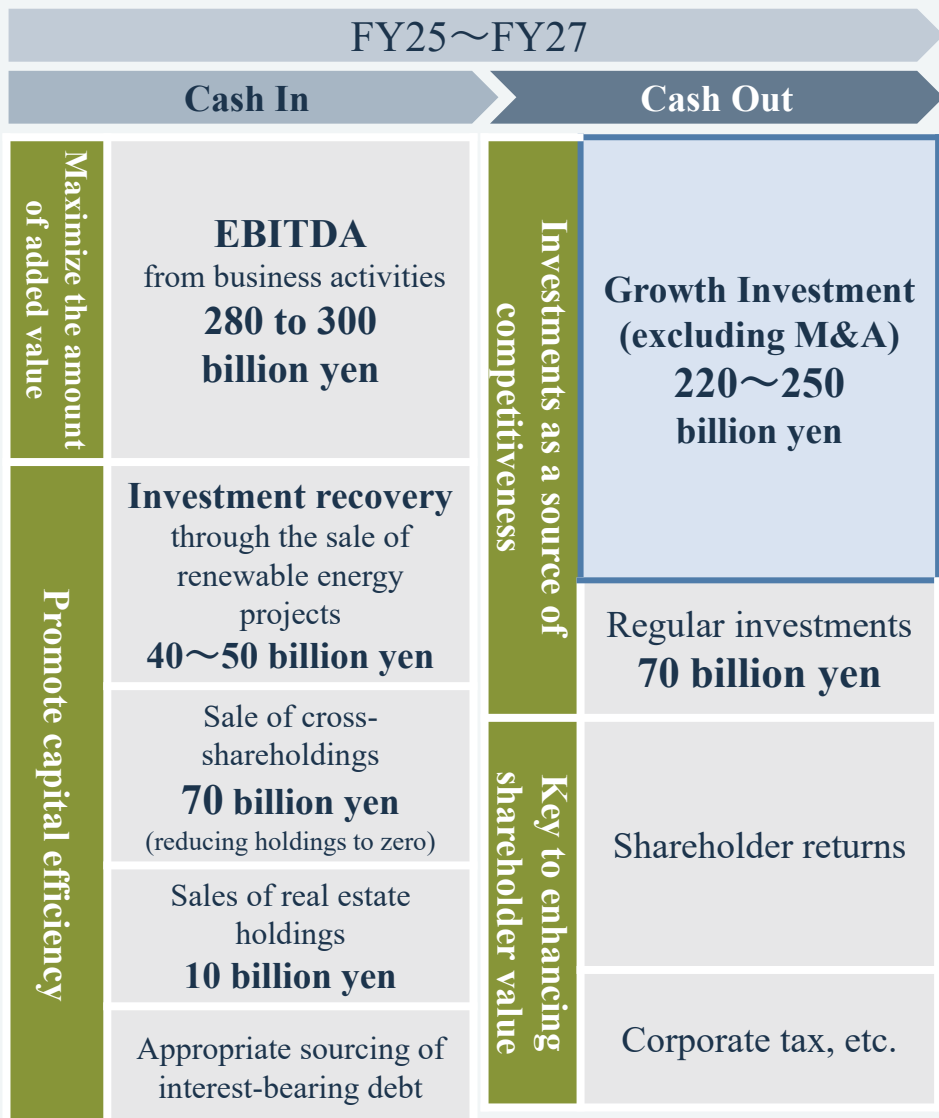 FY25～FY27
Cash In
Cash Out
Maximize the amount
of added value
EBITDA
from business activities
280 to 300
billion yen
Promote capital efficiency
Investment recovery
through the sale of
renewable energy
projects
40～50 billion yen
Sale of cross-
shareholdings
70 billion yen
(reducing holdings to zero)
Sales of real estate
holdings
10 billion yen
Appropriate sourcing of
interest-bearing debt
Investments as a source of
competitiveness
Growth Investment
(excluding M&A)
220～250
billion yen
Regular investments
70 billion yen
Key to enhancing
shareholder value
Shareholder returns
Corporate tax, etc.